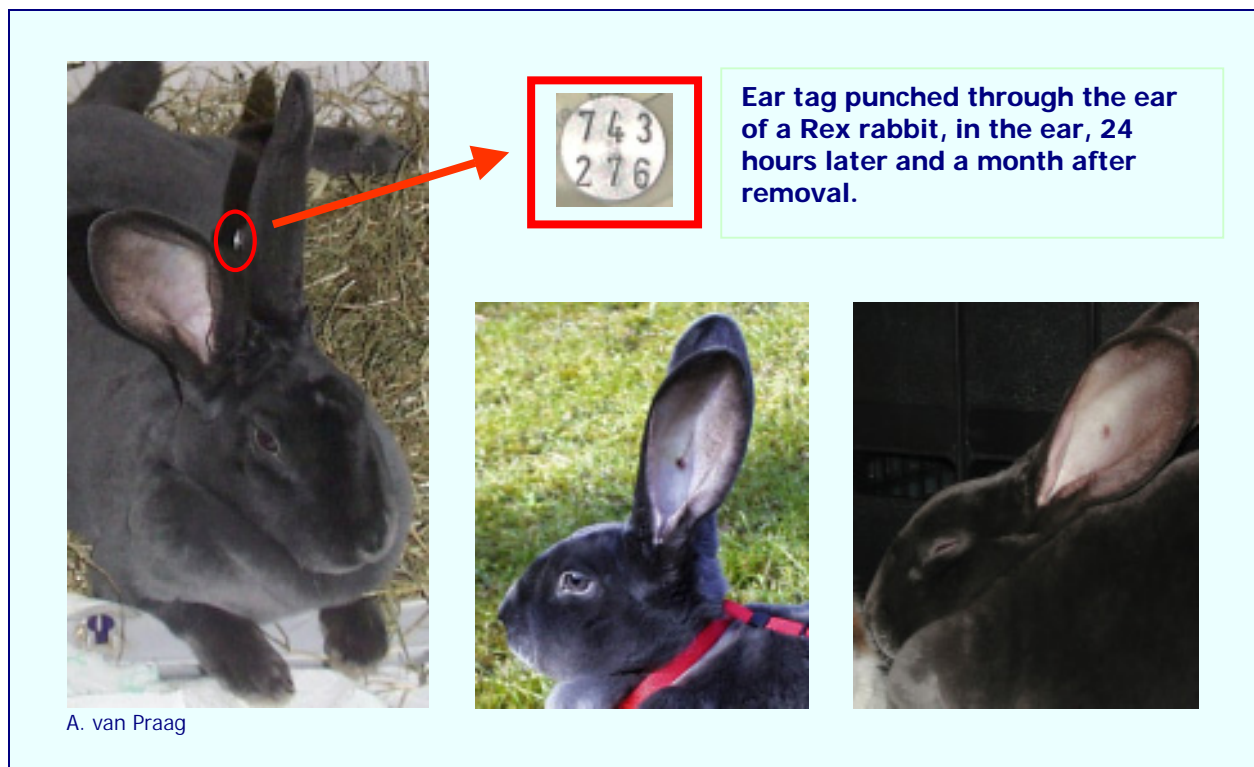 743
276
Ear tag punched through the ear
of a Rex rabbit, in the ear, 24
hours later and a month after
removal.
A. van Praag